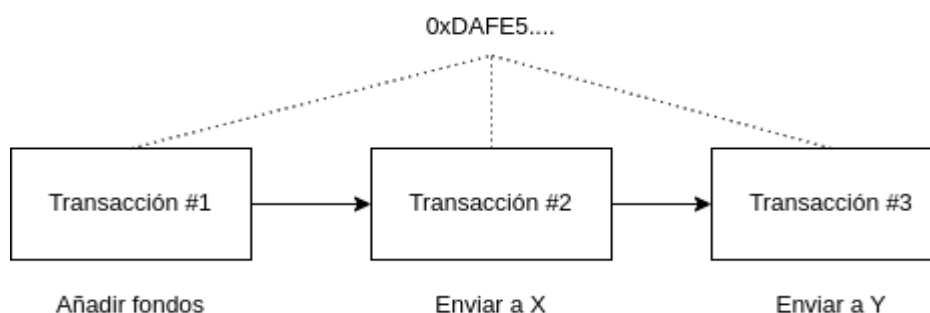 0xDAFE5....
Transacción #1
Transacción #2
Transacción #3
Añadir fondos
Enviar a X
Enviar a Y